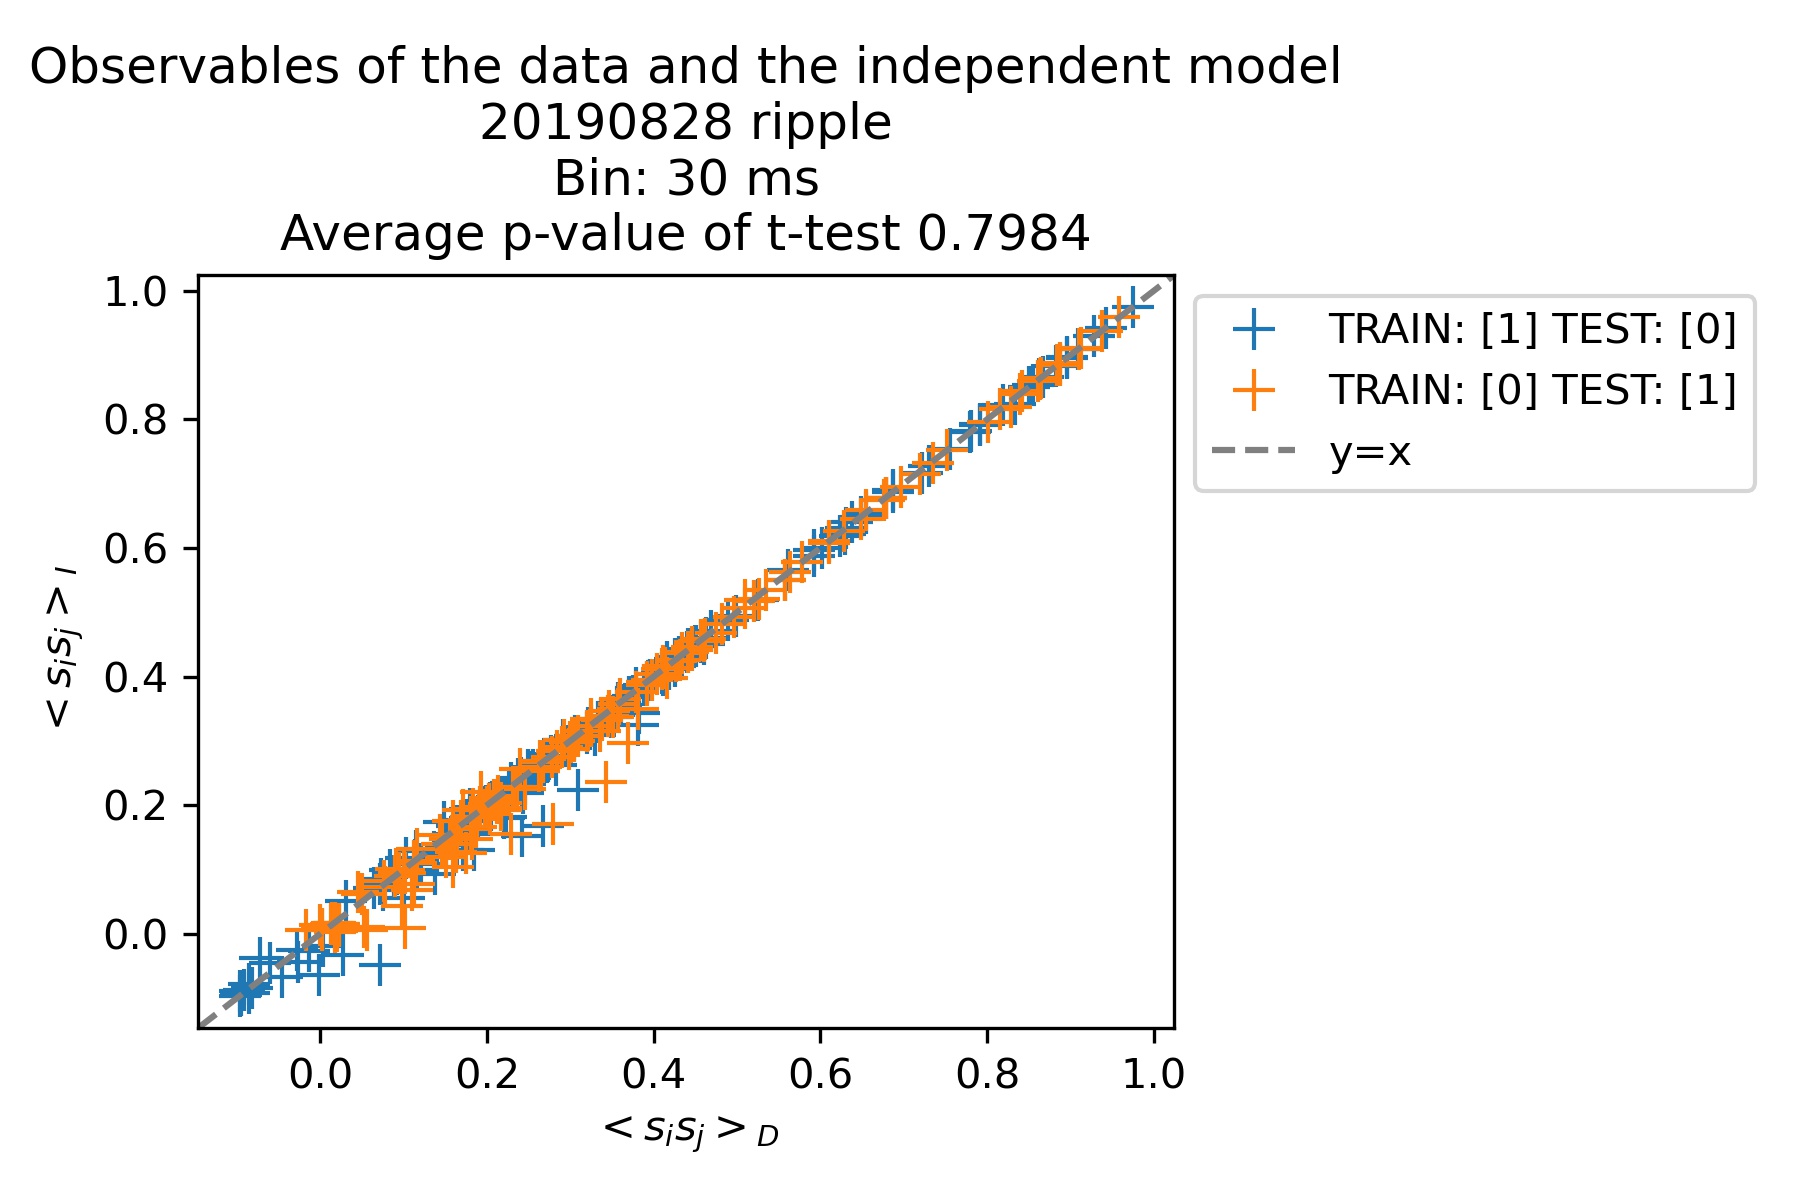 Observables of the data and the independent model
20190828 ripple
Bin: 30 ms
Average p-value of t-test 0.7984
1.0
0.8
0.6
0.4
0.2
0.0
< s_i s_j >_I
0.0 0.2 0.4 0.6 0.8 1.0
< s_i s_j >_D
TRAIN: [1] TEST: [0]
TRAIN: [0] TEST: [1]
y=x